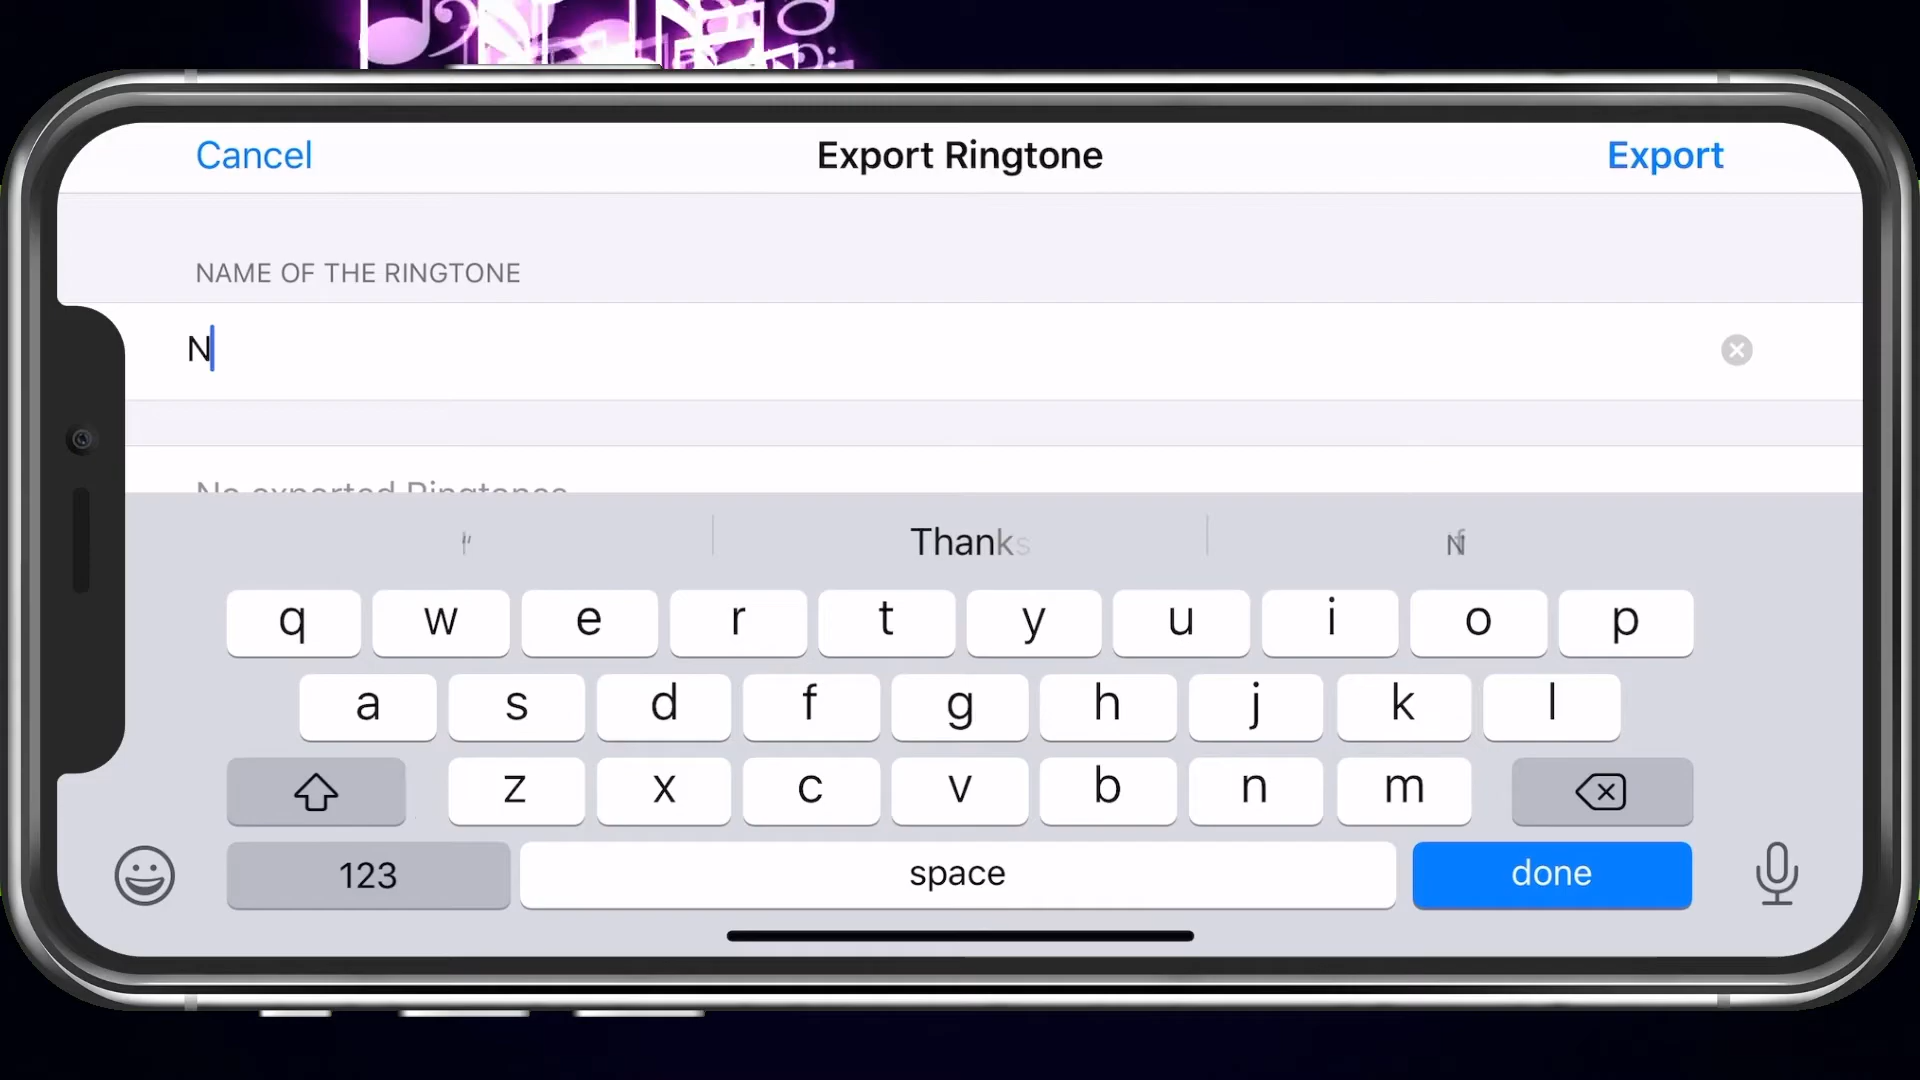 Cancel Export Ringtone Export
NAME OF THE RINGTONE
N
No exported Ringtones
Thanks
q w e r t y u i o p
a s d f g h j k l
z x c v b n m
123 space done